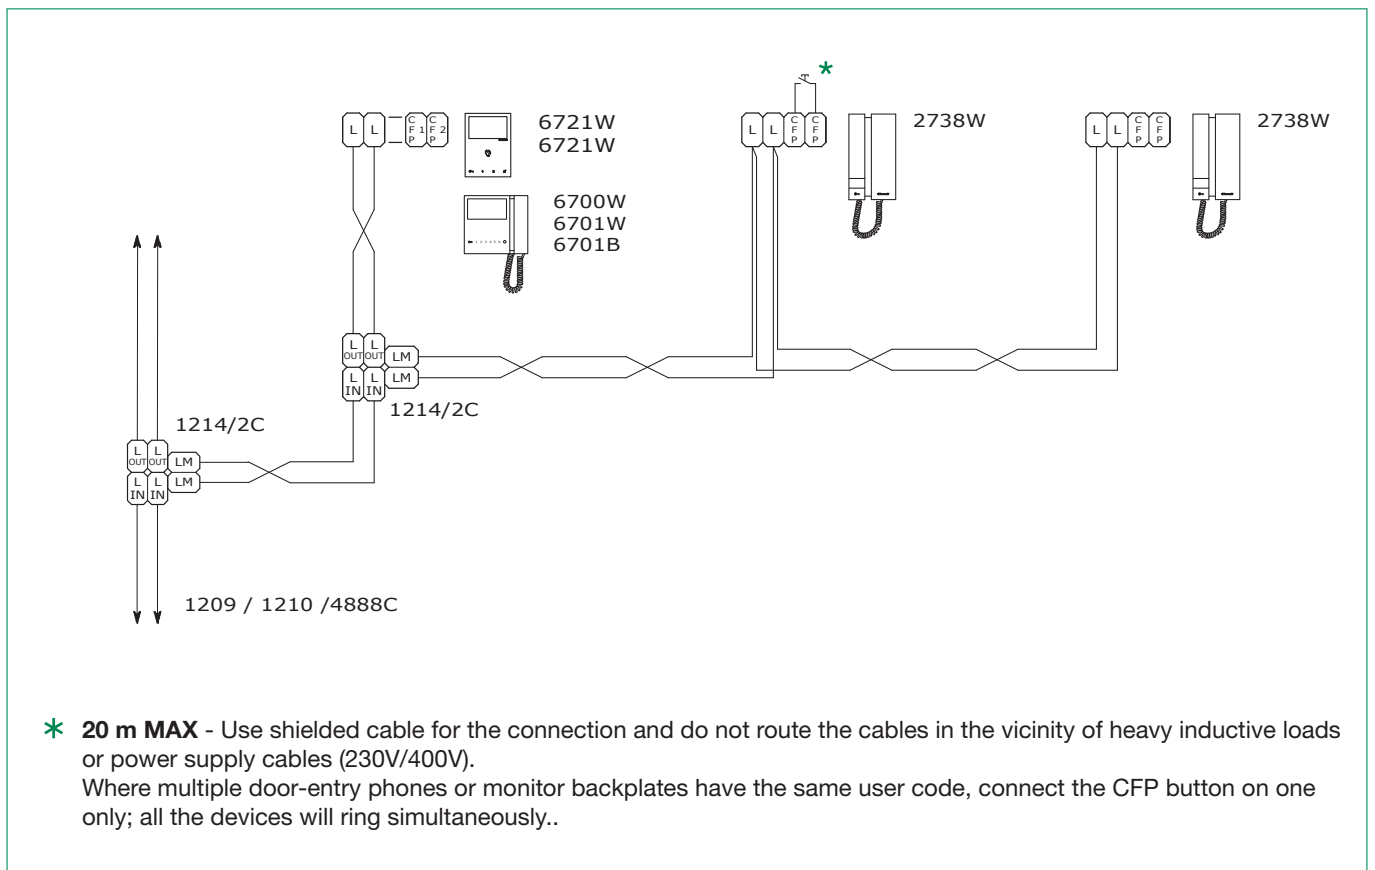 *
L L CFP1 CFP2
6721W
6721W
L L CFP CFP
2738W
L L CFP CFP
2738W
6700W
6701W
6701B
L OUT L OUT LM
L IN L IN LM
1214/2C
1214/2C
L OUT L OUT LM
L IN L IN LM
1209 / 1210 /4888C
* 20 m MAX - Use shielded cable for the connection and do not route the cables in the vicinity of heavy inductive loads
or power supply cables (230V/400V).
Where multiple door-entry phones or monitor backplates have the same user code, connect the CFP button on one
only; all the devices will ring simultaneously..